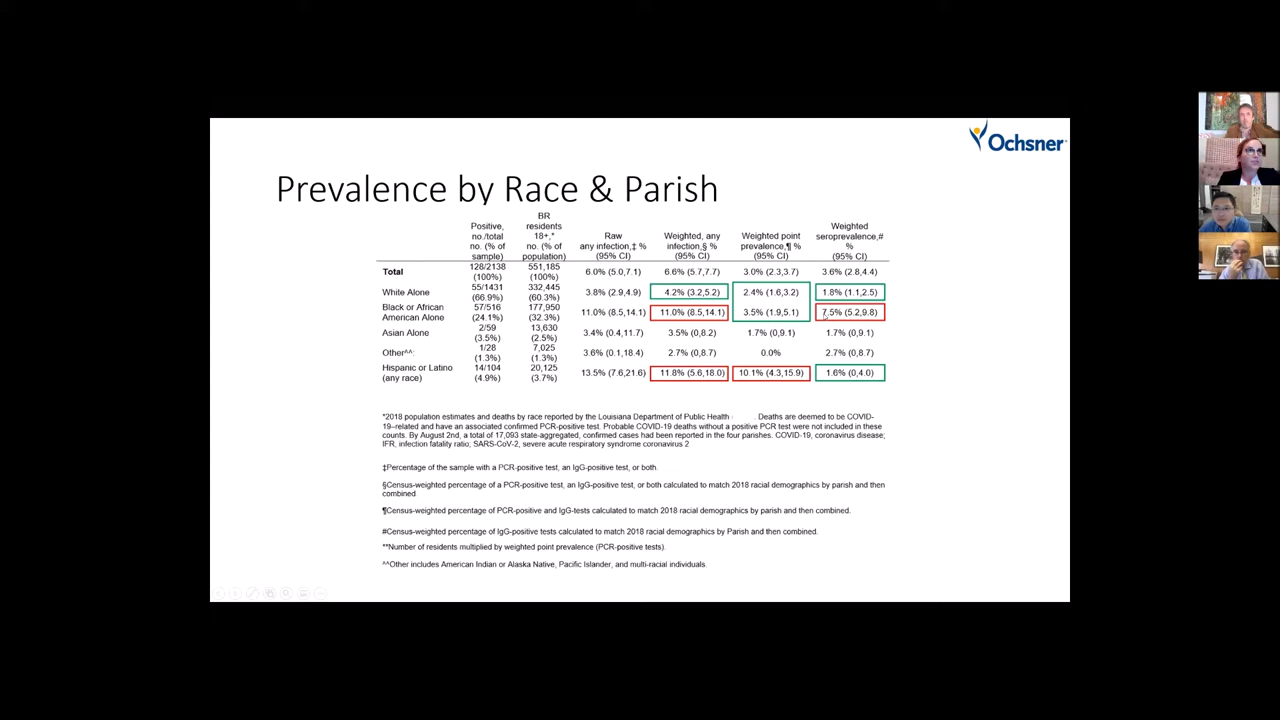 Ochsner
Prevalence by Race & Parish
Positive, no./total no. (% of sample) BR residents 18+,* no. (% of population) Raw any infection,‡ % (95% CI) Weighted, any infection,§ % (95% CI) Weighted point prevalence,¶ % (95% CI) Weighted seroprevalence,# % (95% CI)
Total 128/2138 (100%) 551,185 (100%) 6.0% (5.0,7.1) 6.6% (5.7,7.7) 3.0% (2.3,3.7) 3.6% (2.8,4.4)
White Alone 55/1431 (66.9%) 332,445 (60.3%) 3.8% (2.9,4.9) 4.2% (3.2,5.2) 2.4% (1.6,3.2) 1.8% (1.1,2.5)
Black or African American Alone 57/516 (24.1%) 177,950 (32.3%) 11.0% (8.5,14.1) 11.0% (8.5,14.1) 3.5% (1.9,5.1) 7.5% (5.2,9.8)
Asian Alone 2/59 (3.5%) 13,630 (2.5%) 3.4% (0.4,11.7) 3.5% (0,8.2) 1.7% (0,9.1) 1.7% (0,9.1)
Other^^: 1/28 (1.3%) 7,025 (1.3%) 3.6% (0.1,18.4) 2.7% (0,8.7) 0.0% 2.7% (0,8.7)
Hispanic or Latino (any race) 14/104 (4.9%) 20,125 (3.7%) 13.5% (7.6,21.6) 11.8% (5.6,18.0) 10.1% (4.3,15.9) 1.6% (0,4.0)
*2018 population estimates and deaths by race reported by the Louisiana Department of Public Health . Deaths are deemed to be COVID-
19–related and have an associated confirmed PCR-positive test. Probable COVID-19 deaths without a positive PCR test were not included in these
counts. By August 2nd, a total of 17,093 state-aggregated, confirmed cases had been reported in the four parishes. COVID-19, coronavirus disease;
IFR, infection fatality ratio; SARS-CoV-2, severe acute respiratory syndrome coronavirus 2
‡Percentage of the sample with a PCR-positive test, an IgG-positive test, or both.
§Census-weighted percentage of a PCR-positive test, an IgG-positive test, or both calculated to match 2018 racial demographics by parish and then
combined
¶Census-weighted percentage of PCR-positive and IgG-tests calculated to match 2018 racial demographics by parish and then combined.
#Census-weighted percentage of IgG-positive tests calculated to match 2018 racial demographics by Parish and then combined.
**Number of residents multiplied by weighted point prevalence (PCR-positive tests).
^^Other includes American Indian or Alaska Native, Pacific Islander, and multi-racial individuals.